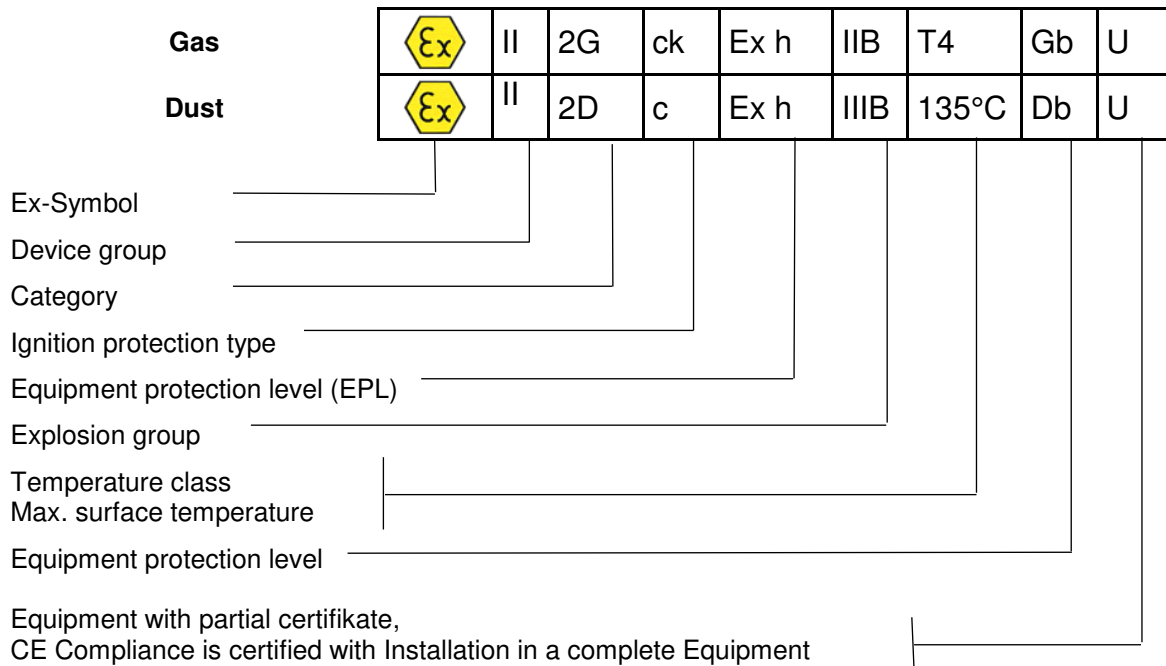 Gas Ex II 2G ck Ex h IIB T4 Gb U
Dust Ex II 2D c Ex h IIIB 135°C Db U
Ex-Symbol
Device group
Category
Ignition protection type
Equipment protection level (EPL)
Explosion group
Temperature class
Max. surface temperature
Equipment protection level
Equipment with partial certifikate,
CE Compliance is certified with Installation in a complete Equipment